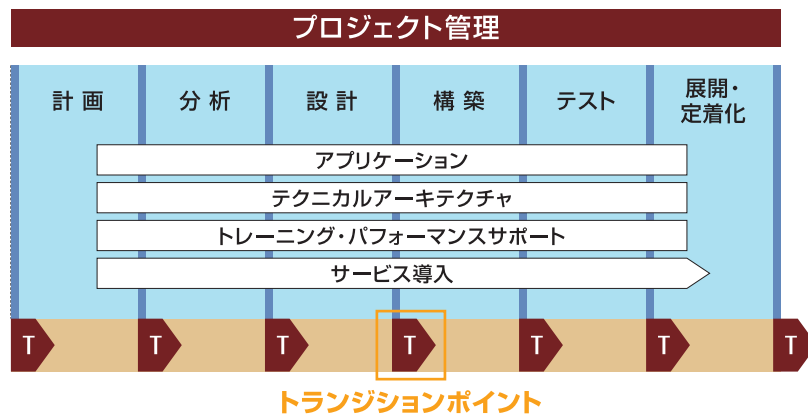 プロジェクト管理
計画
分析
設計
構築
テスト
展開・
定着化
アプリケーション
テクニカルアーキテクチャ
トレーニング・パフォーマンスサポート
サービス導入
T
T
T
T
T
T
T
トランジションポイント